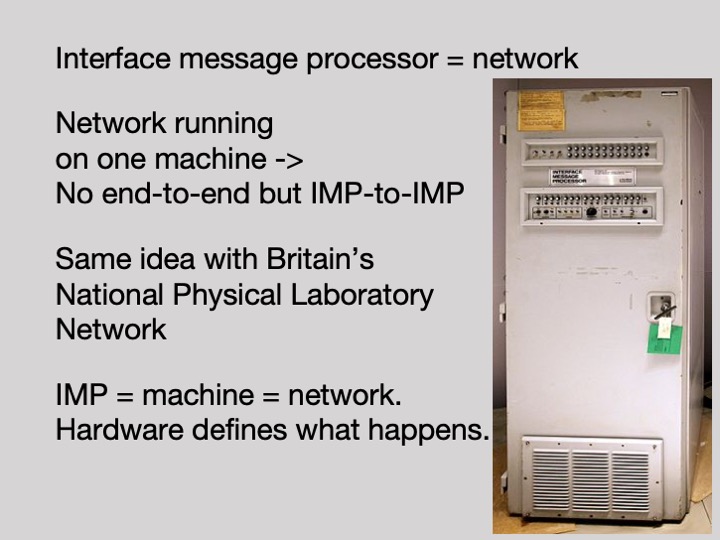 Interface message processor = network
Network running
on one machine ->
No end-to-end but IMP-to-IMP
Same idea with Britain's
National Physical Laboratory
Network
IMP = machine = network.
Hardware defines what happens.
INTERFACE
MESSAGE
PROCESSOR